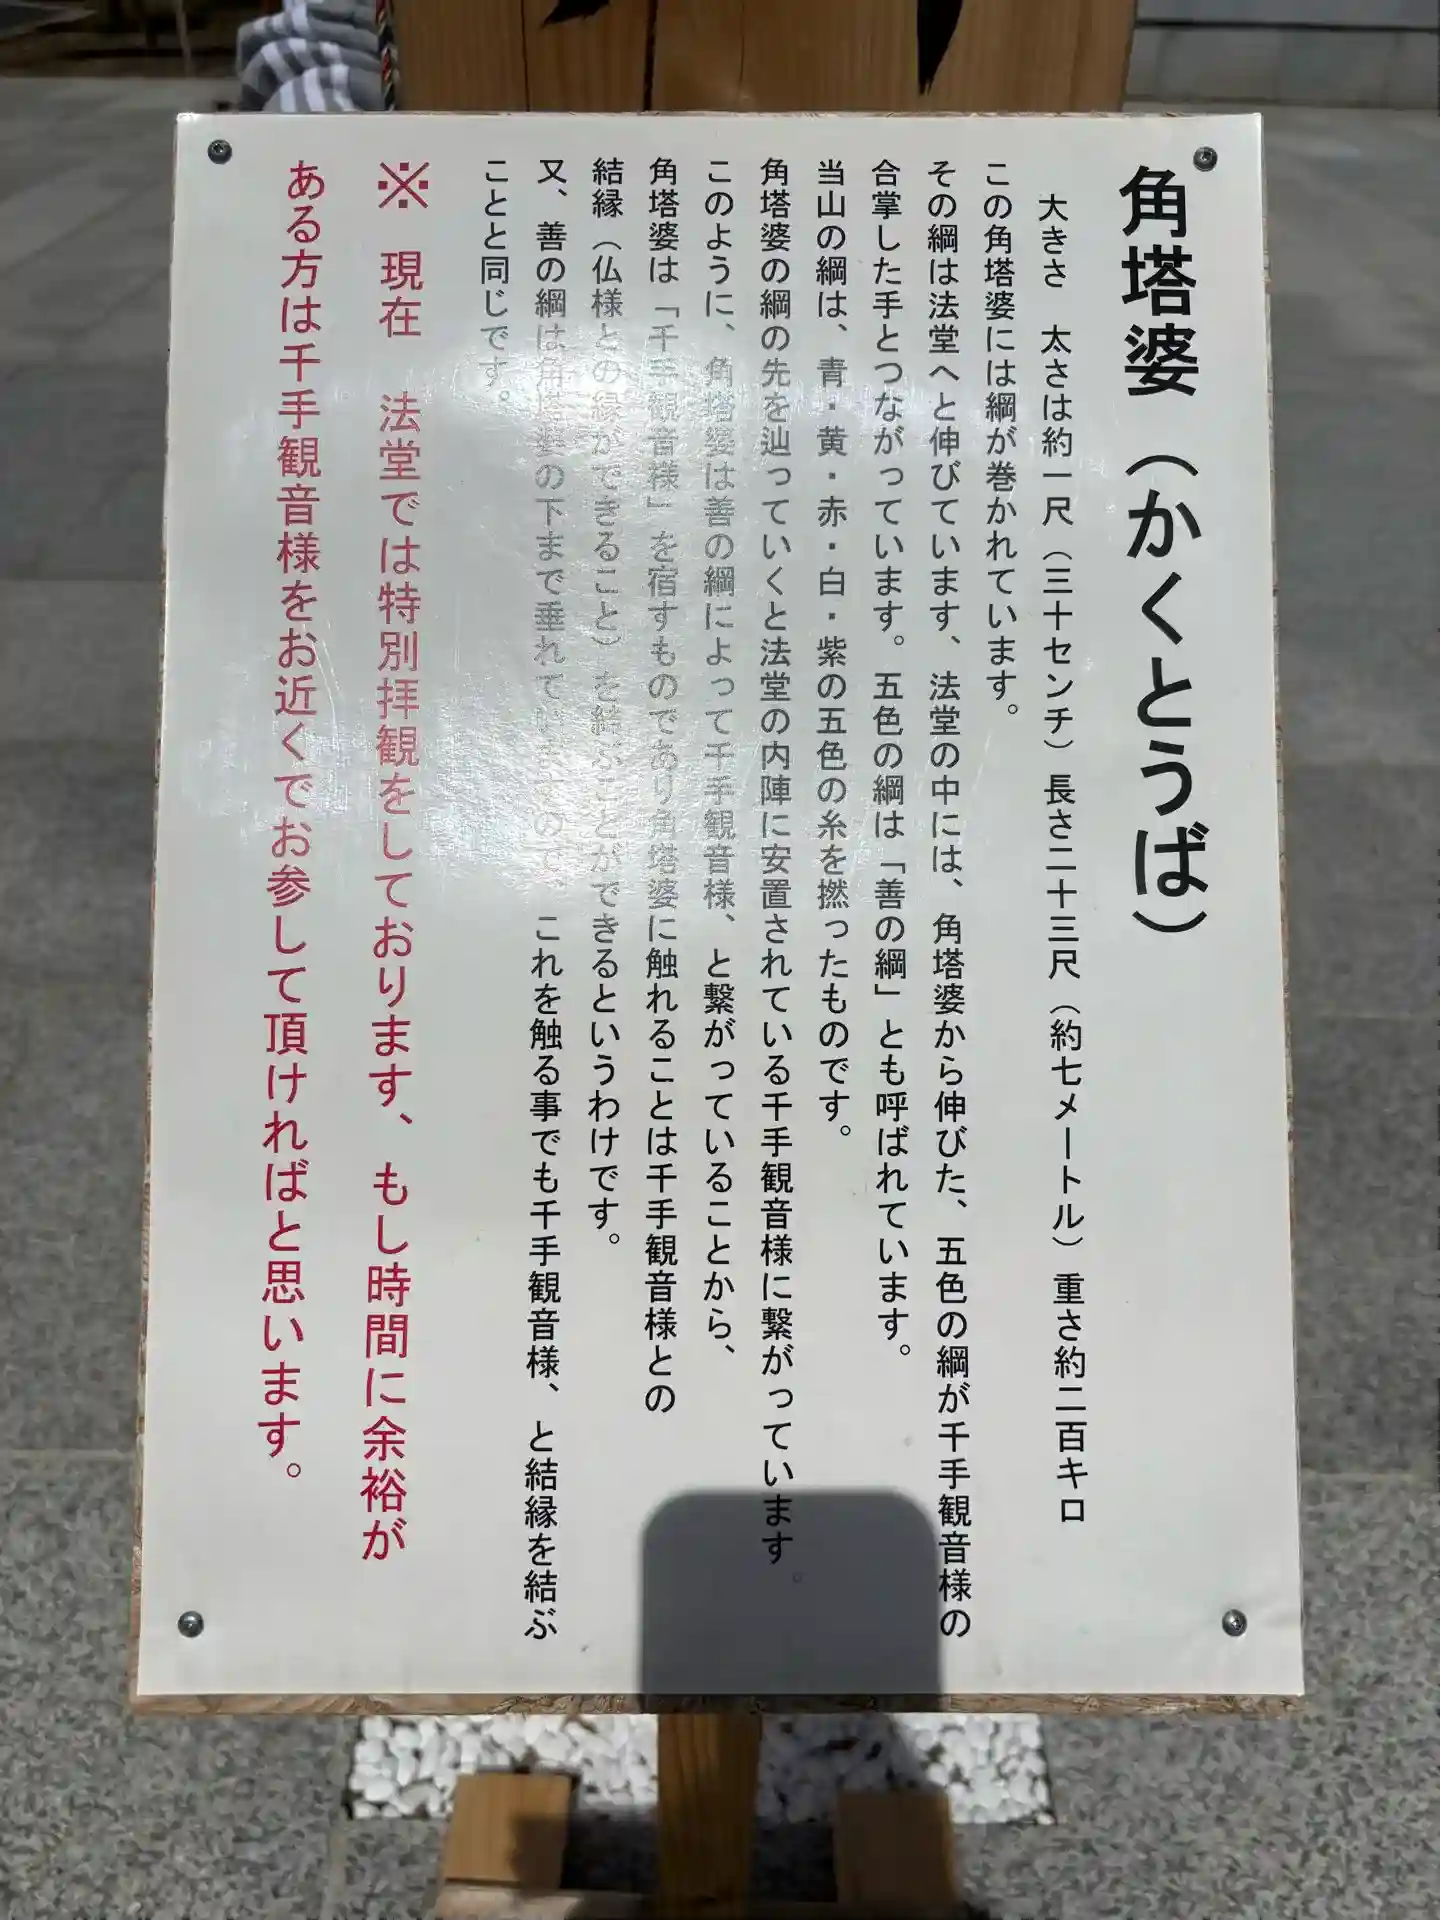 角塔婆（かくとうば）
大きさ　太さは約一尺（三十センチ）長さ二十三尺（約七メートル）重さ約二百キロ
この角塔婆には綱が巻かれています。
その綱は法堂へと伸びています、法堂の中には、角塔婆から伸びた、五色の綱が千手観音様の
合掌した手とつながっています。五色の綱は「善の綱」とも呼ばれています。
当山の綱は、青・黄・赤・白・紫の五色の糸を撚ったものです。
角塔婆の綱の先を辿っていくと法堂の内陣に安置されている千手観音様に繋がっています。
このように、角塔婆は善の綱によって千手観音様、と繋がっていることから、
角塔婆は「千手観音様」を宿すものであり角塔婆に触れることは千手観音様との
結縁（仏様との縁ができること）を結ぶことができるというわけです。
又、善の綱は角塔婆の下まで垂れていますので、これを触る事でも千手観音様、と結縁を結ぶ
ことと同じです。
※　現在　法堂では特別拝観をしております、もし時間に余裕が
ある方は千手観音様をお近くでお参して頂ければと思います。